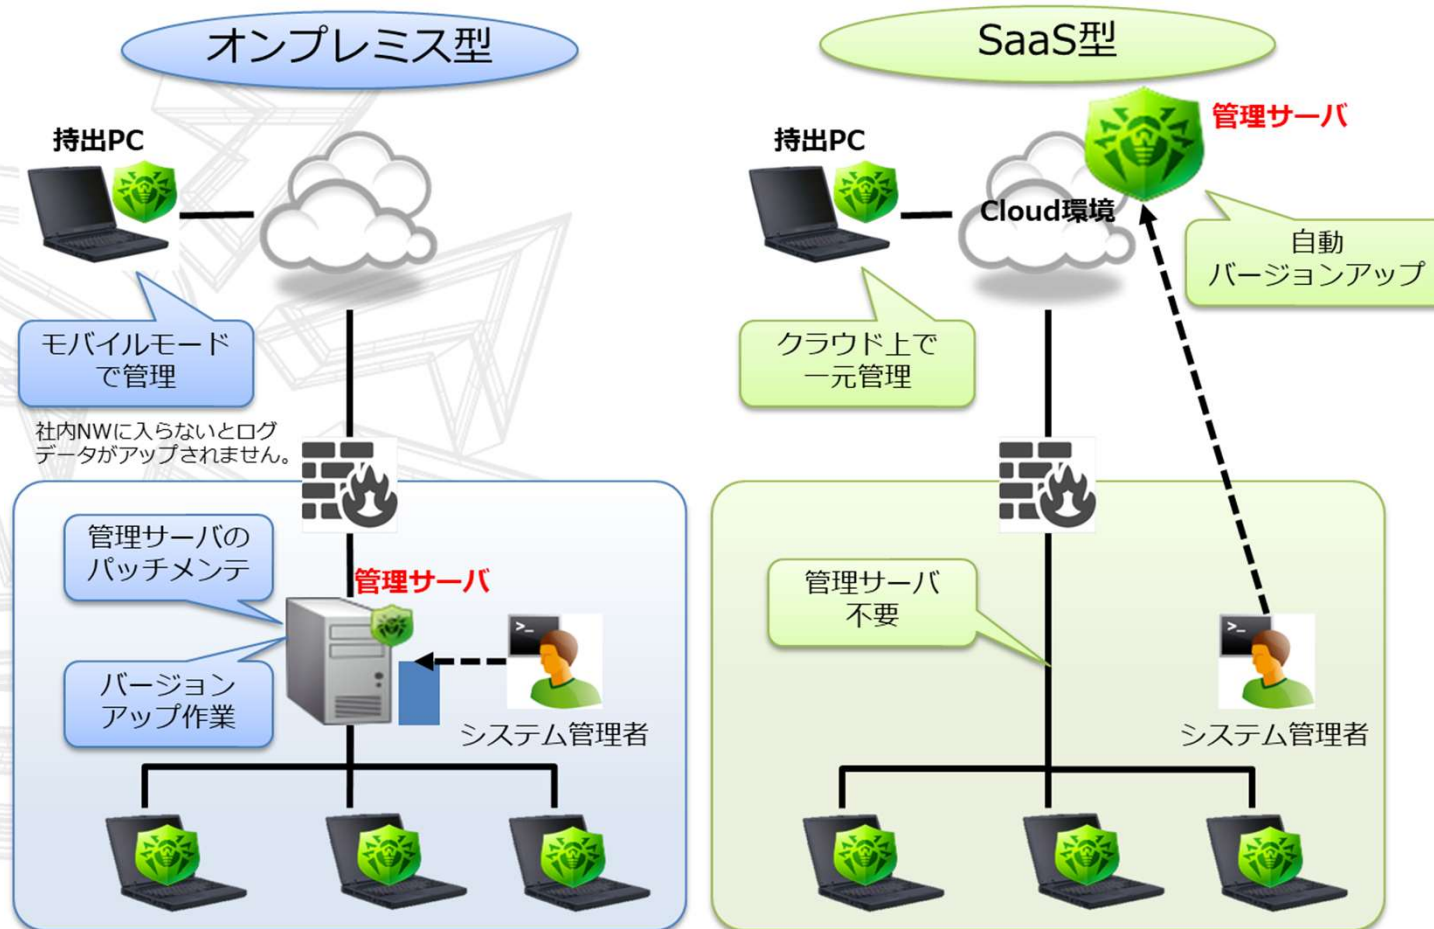 オンプレミス型
持出PC
モバイルモード
で管理
社内NWに入らないとログ
データがアップされません。
管理サーバの
パッチメンテ
管理サーバ
バージョン
アップ作業
>_
システム管理者
SaaS型
持出PC
管理サーバ
Cloud環境
自動
バージョンアップ
クラウド上で
一元管理
管理サーバ
不要
>_
システム管理者